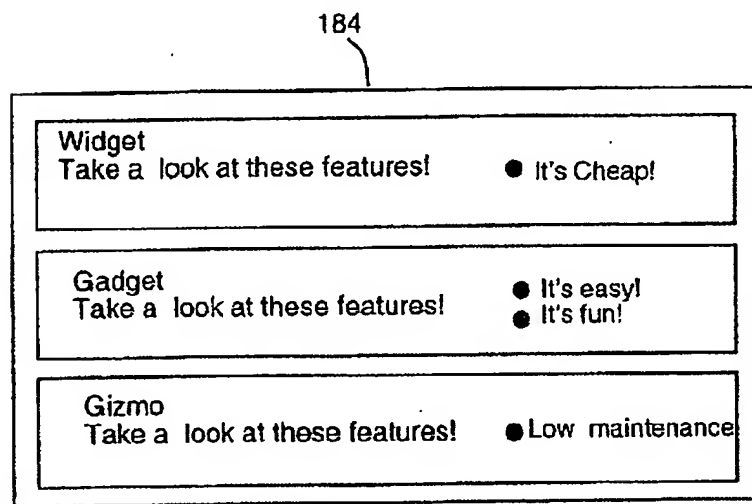 184
Widget
Take a look at these features!
● It's Cheap!
Gadget
Take a look at these features!
● It's easy!
● It's fun!
Gizmo
Take a look at these features!
● Low maintenance